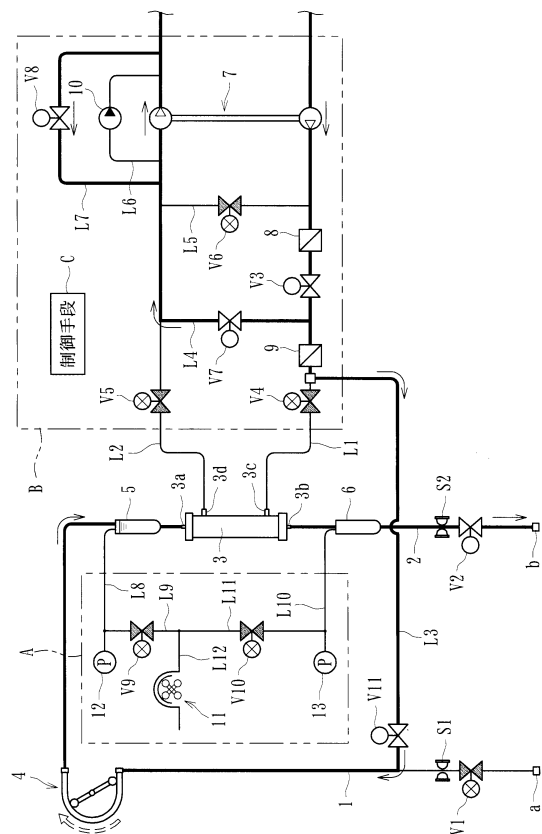 V8
10
7
L7
L6
L5
V6
8
V3
C
制御手段
L4
V7
9
V5
V4
B
L2
L1
3d
3c
3a
3b
5
3
6
S2
V2
b
2
A
L8
L9
L11
L10
L12
P
12
V9
11
V10
P
13
L3
V11
4
1
S1
V1
a